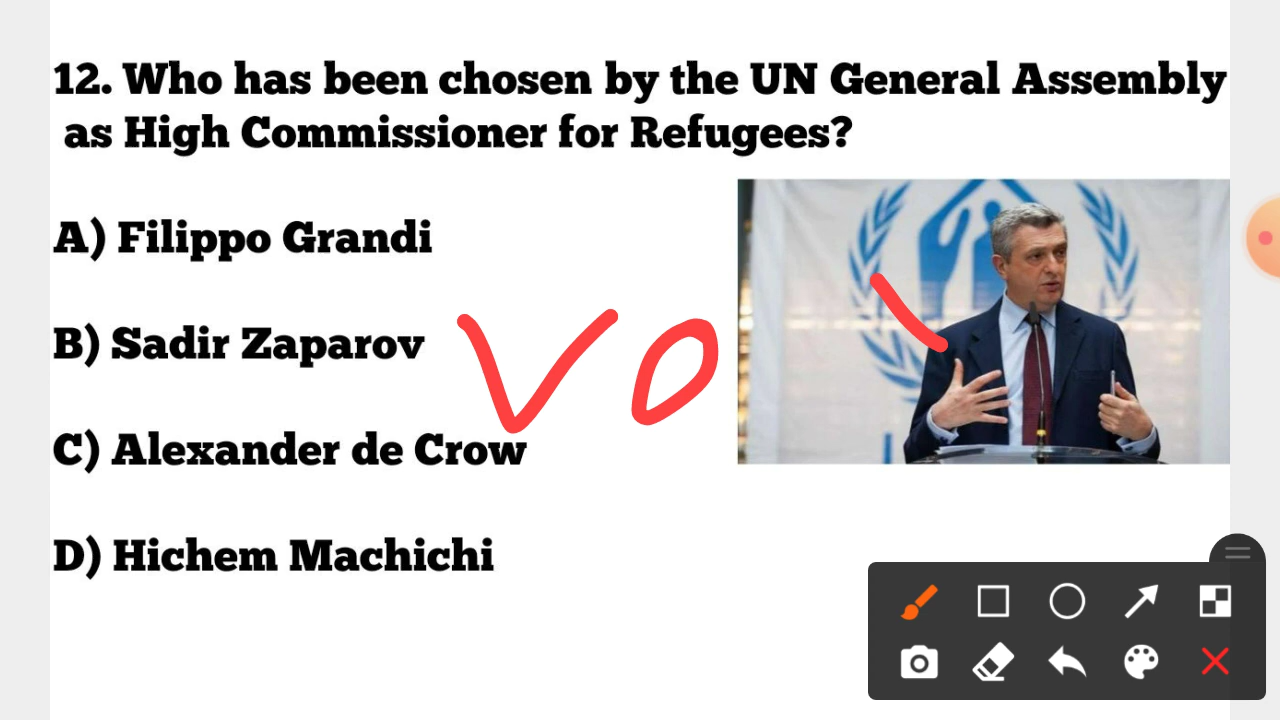 12. Who has been chosen by the UN General Assembly
as High Commissioner for Refugees?
A) Filippo Grandi
B) Sadir Zaparov
VO
C) Alexander de Crow
D) Hichem Machichi